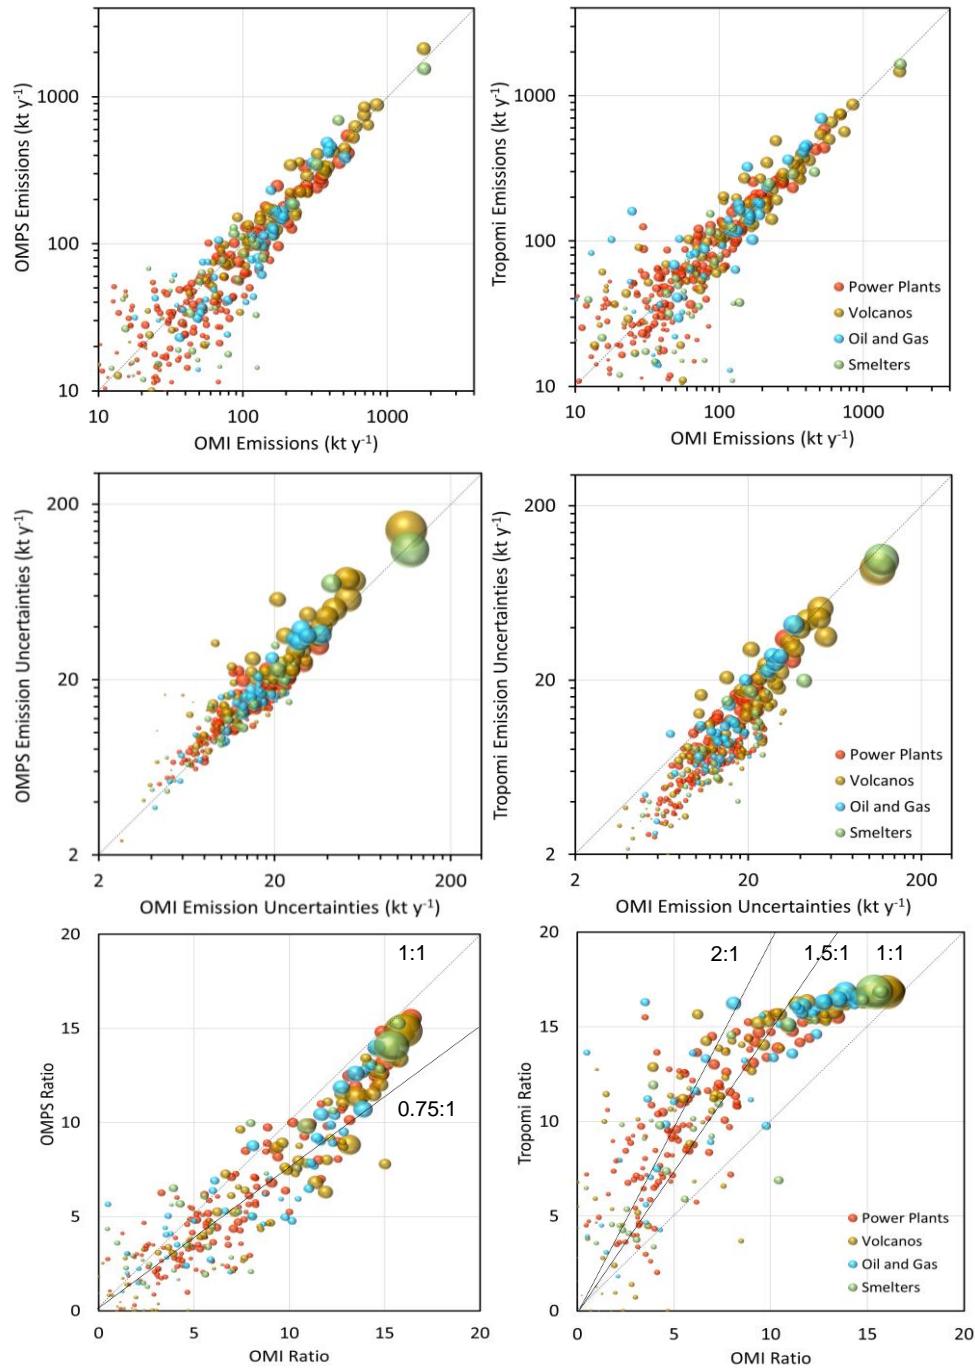 OMPS Emissions (kt y⁻¹)
1000
100
10
10 100 1000
OMI Emissions (kt y⁻¹)
Tropomi Emissions (kt y⁻¹)
1000
100
10
Power Plants
Volcanos
Oil and Gas
Smelters
10 100 1000
OMI Emissions (kt y⁻¹)
OMPS Emission Uncertainties (kt y⁻¹)
200
20
2
2 20 200
OMI Emission Uncertainties (kt y⁻¹)
Tropomi Emission Uncertainties (kt y⁻¹)
200
20
2
Power Plants
Volcanos
Oil and Gas
Smelters
2 20 200
OMI Emission Uncertainties (kt y⁻¹)
OMPS Ratio
20
15
10
5
0
1:1
0.75:1
0 5 10 15 20
OMI Ratio
Tropomi Ratio
20
15
10
5
0
2:1 1.5:1 1:1
Power Plants
Volcanos
Oil and Gas
Smelters
0 5 10 15 20
OMI Ratio